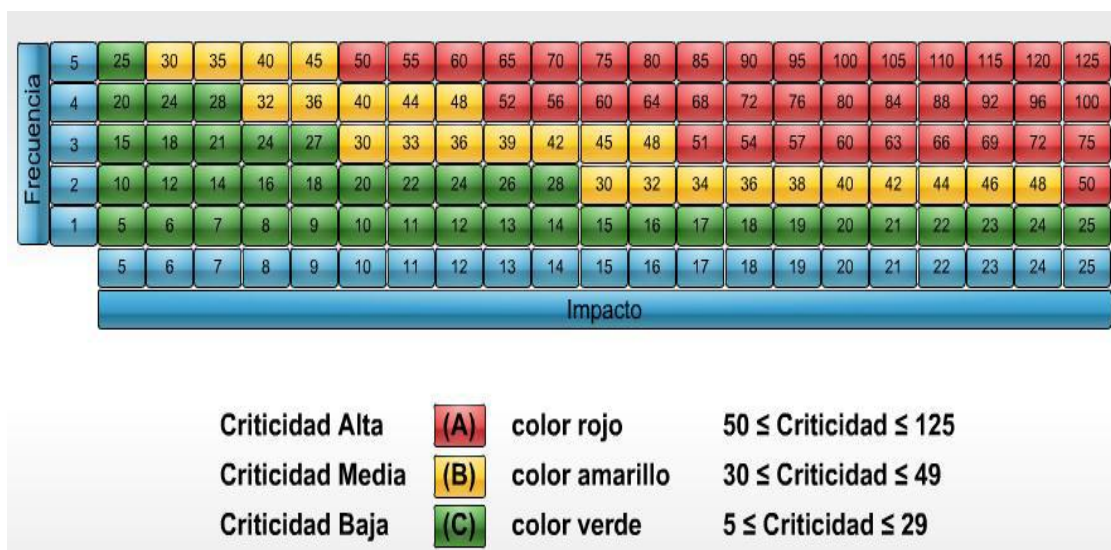 Frecuencia
5 25 30 35 40 45 50 55 60 65 70 75 80 85 90 95 100 105 110 115 120 125
4 20 24 28 32 36 40 44 48 52 56 60 64 68 72 76 80 84 88 92 96 100
3 15 18 21 24 27 30 33 36 39 42 45 48 51 54 57 60 63 66 69 72 75
2 10 12 14 16 18 20 22 24 26 28 30 32 34 36 38 40 42 44 46 48 50
1 5 6 7 8 9 10 11 12 13 14 15 16 17 18 19 20 21 22 23 24 25
5 6 7 8 9 10 11 12 13 14 15 16 17 18 19 20 21 22 23 24 25
Impacto
Criticidad Alta (A) color rojo 50 ≤ Criticidad ≤ 125
Criticidad Media (B) color amarillo 30 ≤ Criticidad ≤ 49
Criticidad Baja (C) color verde 5 ≤ Criticidad ≤ 29